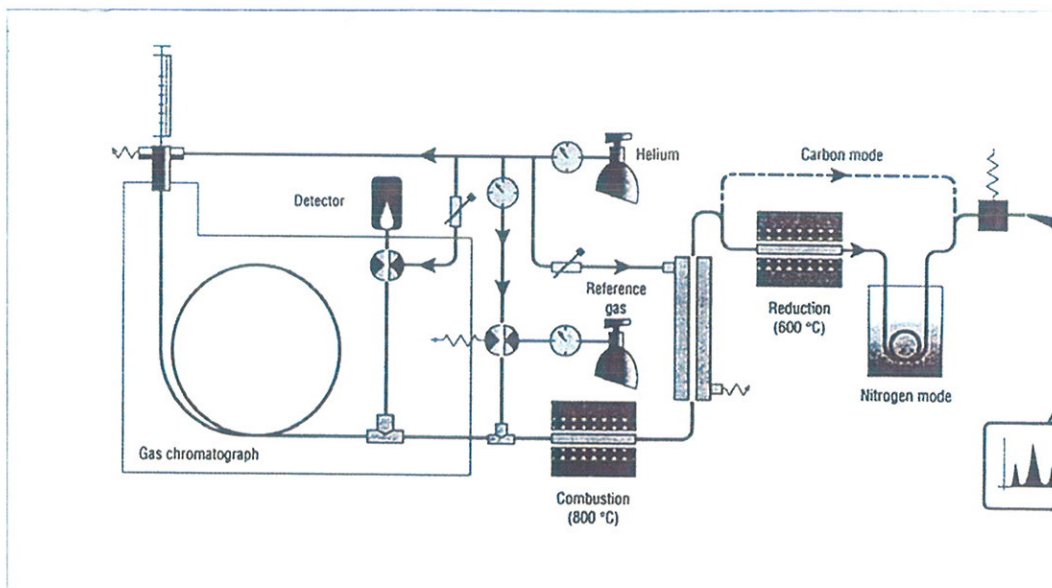 Helium
Carbon mode
Detector
Reference
gas
Reduction
(600 °C)
Nitrogen mode
Gas chromatograph
Combustion
(800 °C)